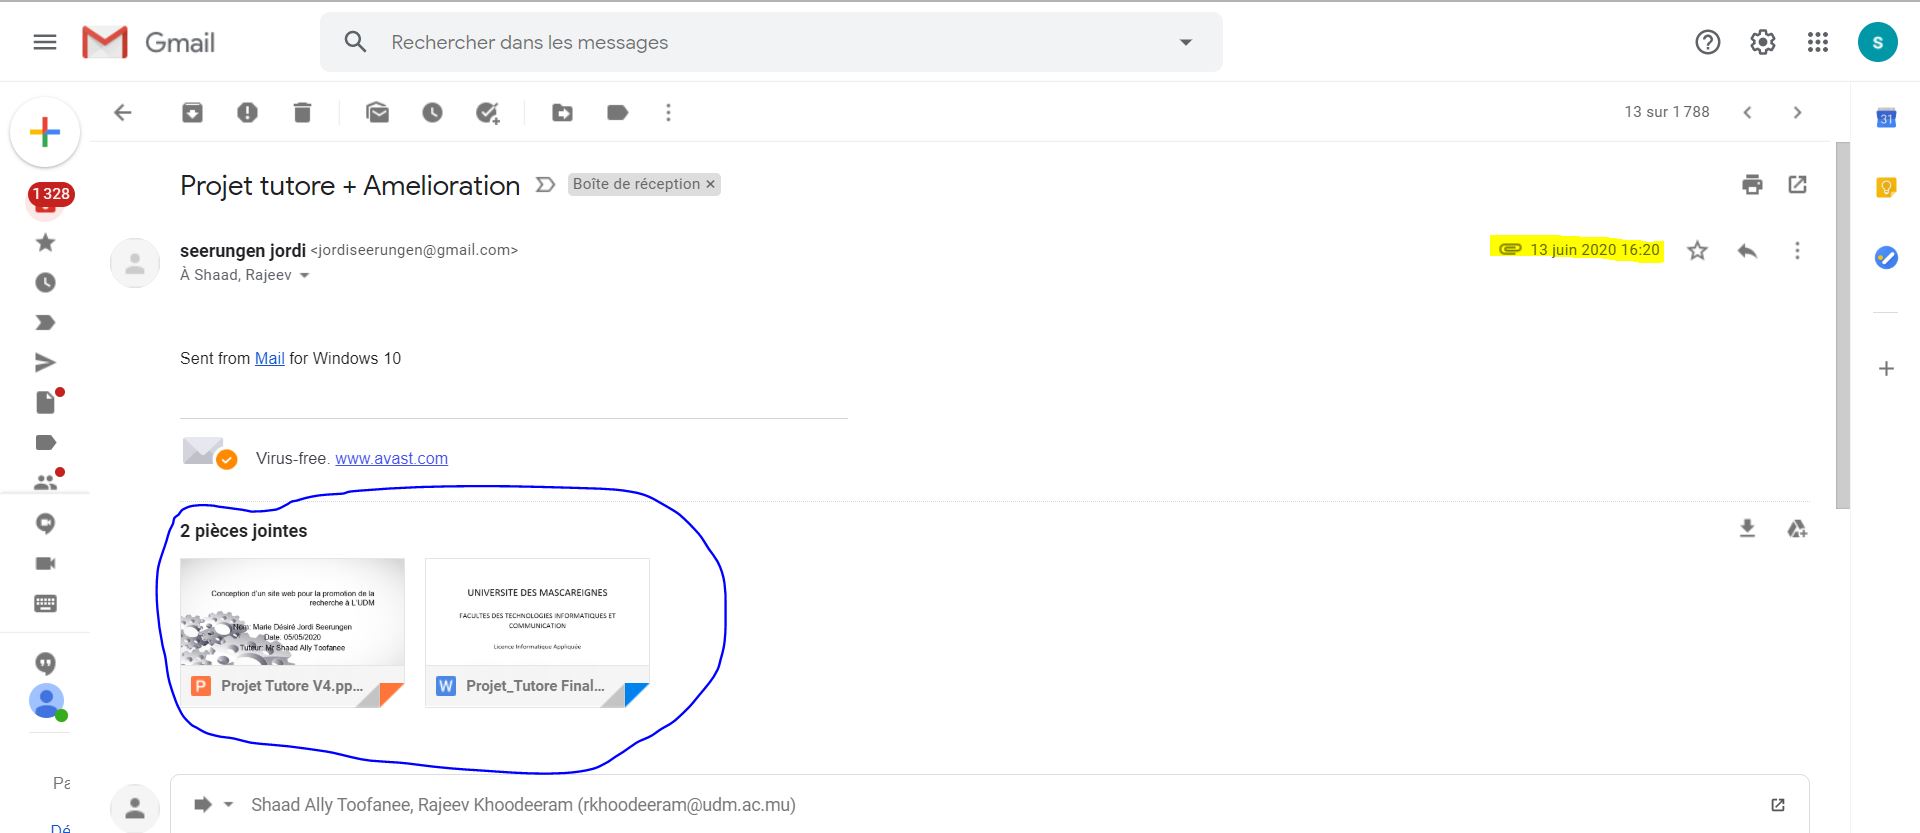 Gmail
Rechercher dans les messages
s
13 sur 1 788
31
1 328
Projet tutore + Amelioration
Boîte de réception ×
seerungen jordi <jordiseerungen@gmail.com>
13 juin 2020 16:20
À Shaad, Rajeev
Sent from Mail for Windows 10
Virus-free. www.avast.com
2 pièces jointes
Conception d'un site web pour la promotion de la
recherche à L'UDM
Nom: Marie Désiré Jordi Seerungen
Date: 05/05/2020
Tuteur: Mr Shaad Ally Toofanee
P Projet Tutore V4.pp...
UNIVERSITE DES MASCAREIGNES
FACULTES DES TECHNOLOGIES INFORMATIQUES ET
COMMUNICATION
Licence Informatique Appliquée
W Projet_Tutore Final...
Pa
Dé
Shaad Ally Toofanee, Rajeev Khoodeeram (rkhoodeeram@udm.ac.mu)